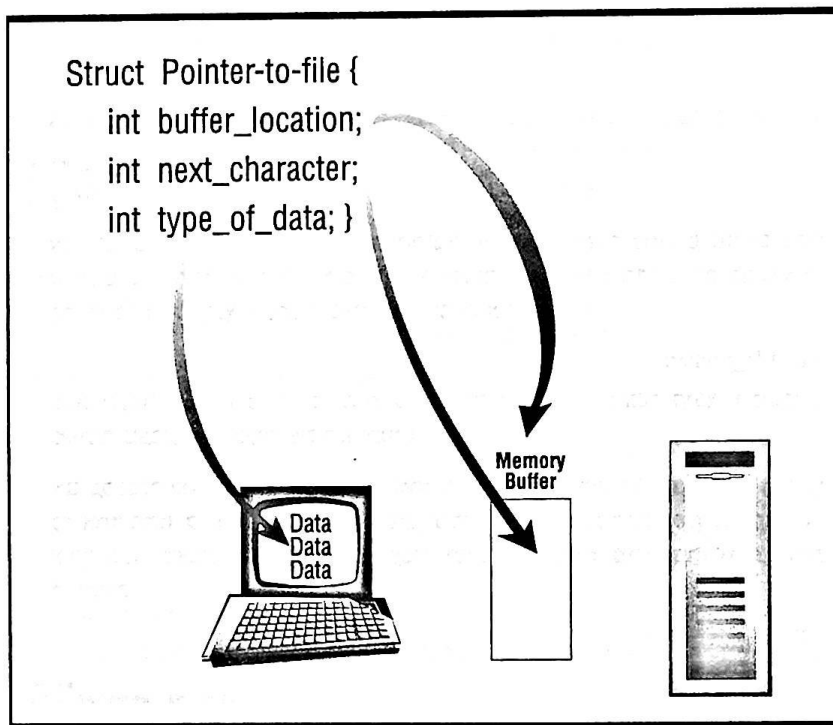 Struct Pointer-to-file {
int buffer_location;
int next_character;
int type_of_data; }
Memory
Buffer
Data
Data
Data